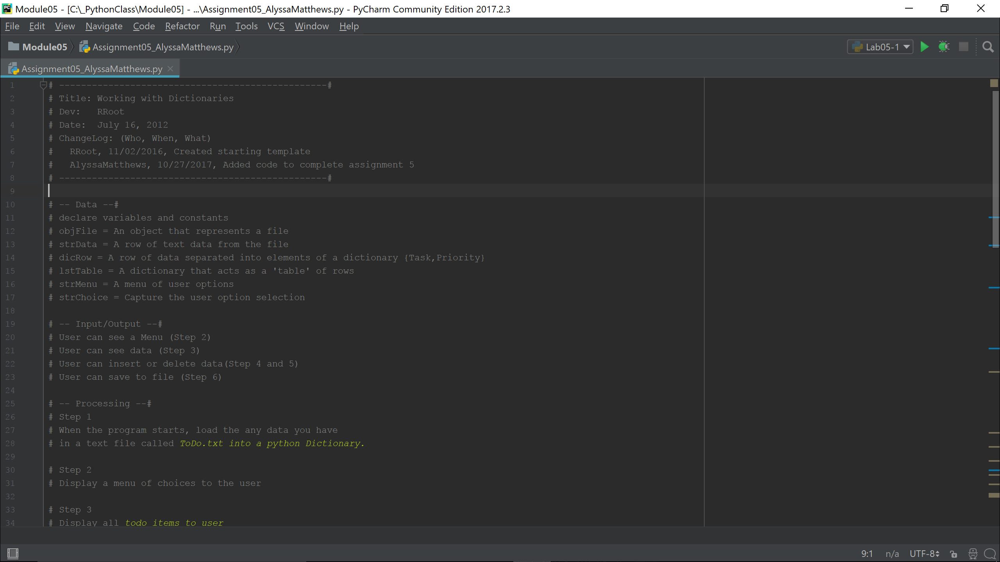 Module05 - [C:\_PythonClass\Module05] - ...\Assignment05_AlyssaMatthews.py - PyCharm Community Edition 2017.2.3
File Edit View Navigate Code Refactor Run Tools VCS Window Help
Module05 Assignment05_AlyssaMatthews.py Lab05-1
Assignment05_AlyssaMatthews.py
1 # -------------------------------------------------#
2 # Title: Working with Dictionaries
3 # Dev:   RRoot
4 # Date:  July 16, 2012
5 # ChangeLog: (Who, When, What)
6 #   RRoot, 11/02/2016, Created starting template
7 #   AlyssaMatthews, 10/27/2017, Added code to complete assignment 5
8 # -------------------------------------------------#
9
10 # -- Data --#
11 # declare variables and constants
12 # objFile = An object that represents a file
13 # strData = A row of text data from the file
14 # dicRow = A row of data separated into elements of a dictionary {Task,Priority}
15 # lstTable = A dictionary that acts as a 'table' of rows
16 # strMenu = A menu of user options
17 # strChoice = Capture the user option selection
18
19 # -- Input/Output --#
20 # User can see a Menu (Step 2)
21 # User can see data (Step 3)
22 # User can insert or delete data(Step 4 and 5)
23 # User can save to file (Step 6)
24
25 # -- Processing --#
26 # Step 1
27 # When the program starts, load the any data you have
28 # in a text file called ToDo.txt into a python Dictionary.
29
30 # Step 2
31 # Display a menu of choices to the user
32
33 # Step 3
34 # Display all todo items to user
9:1 n/a UTF-8